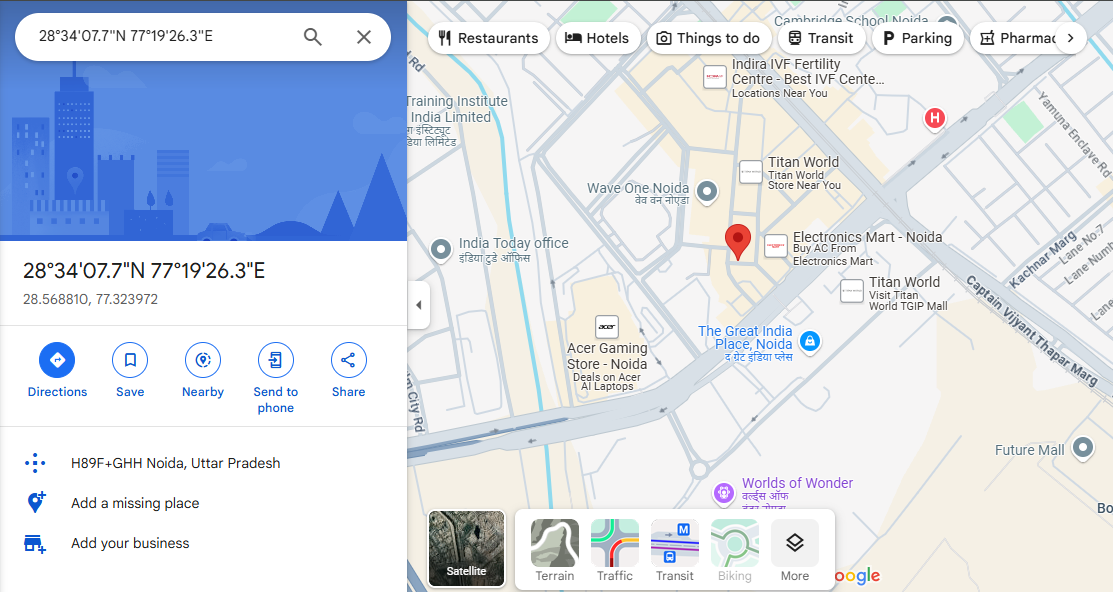 28°34'07.7"N 77°19'26.3"E
28°34'07.7"N 77°19'26.3"E
28.568810, 77.323972
Directions
Save
Nearby
Send to
phone
Share
H89F+GHH Noida, Uttar Pradesh
Add a missing place
Add your business
Restaurants
Hotels
Things to do
Transit
P Parking
Pharmac
Cambridge School Noida
Indira IVF Fertility
Centre - Best IVF Cente...
Locations Near You
H
Yamuna Enclave Rd
Training Institute
India Limited
डिया लिमिटेड
Titan World
Titan World
Store Near You
Wave One Noida
वेव वन नोएडा
India Today office
इंडिया टुडे ऑफिस
Electronics Mart - Noida
Buy AC From
Electronics Mart
Kachnar Marg
Lane No.7
Lane Num
Titan World
Visit Titan
World TGIP Mall
Captain Vijyant Thapar Marg
The Great India
Place, Noida
द ग्रेट इंडिया प्लेस
acer
Acer Gaming
Store - Noida
Deals on Acer
AI Laptops
m City Rd
Future Mall
Worlds of Wonder
वर्ल्ड्स ऑफ़
Bo
Satellite
Terrain
Traffic
M
Transit
Biking
More
oogle